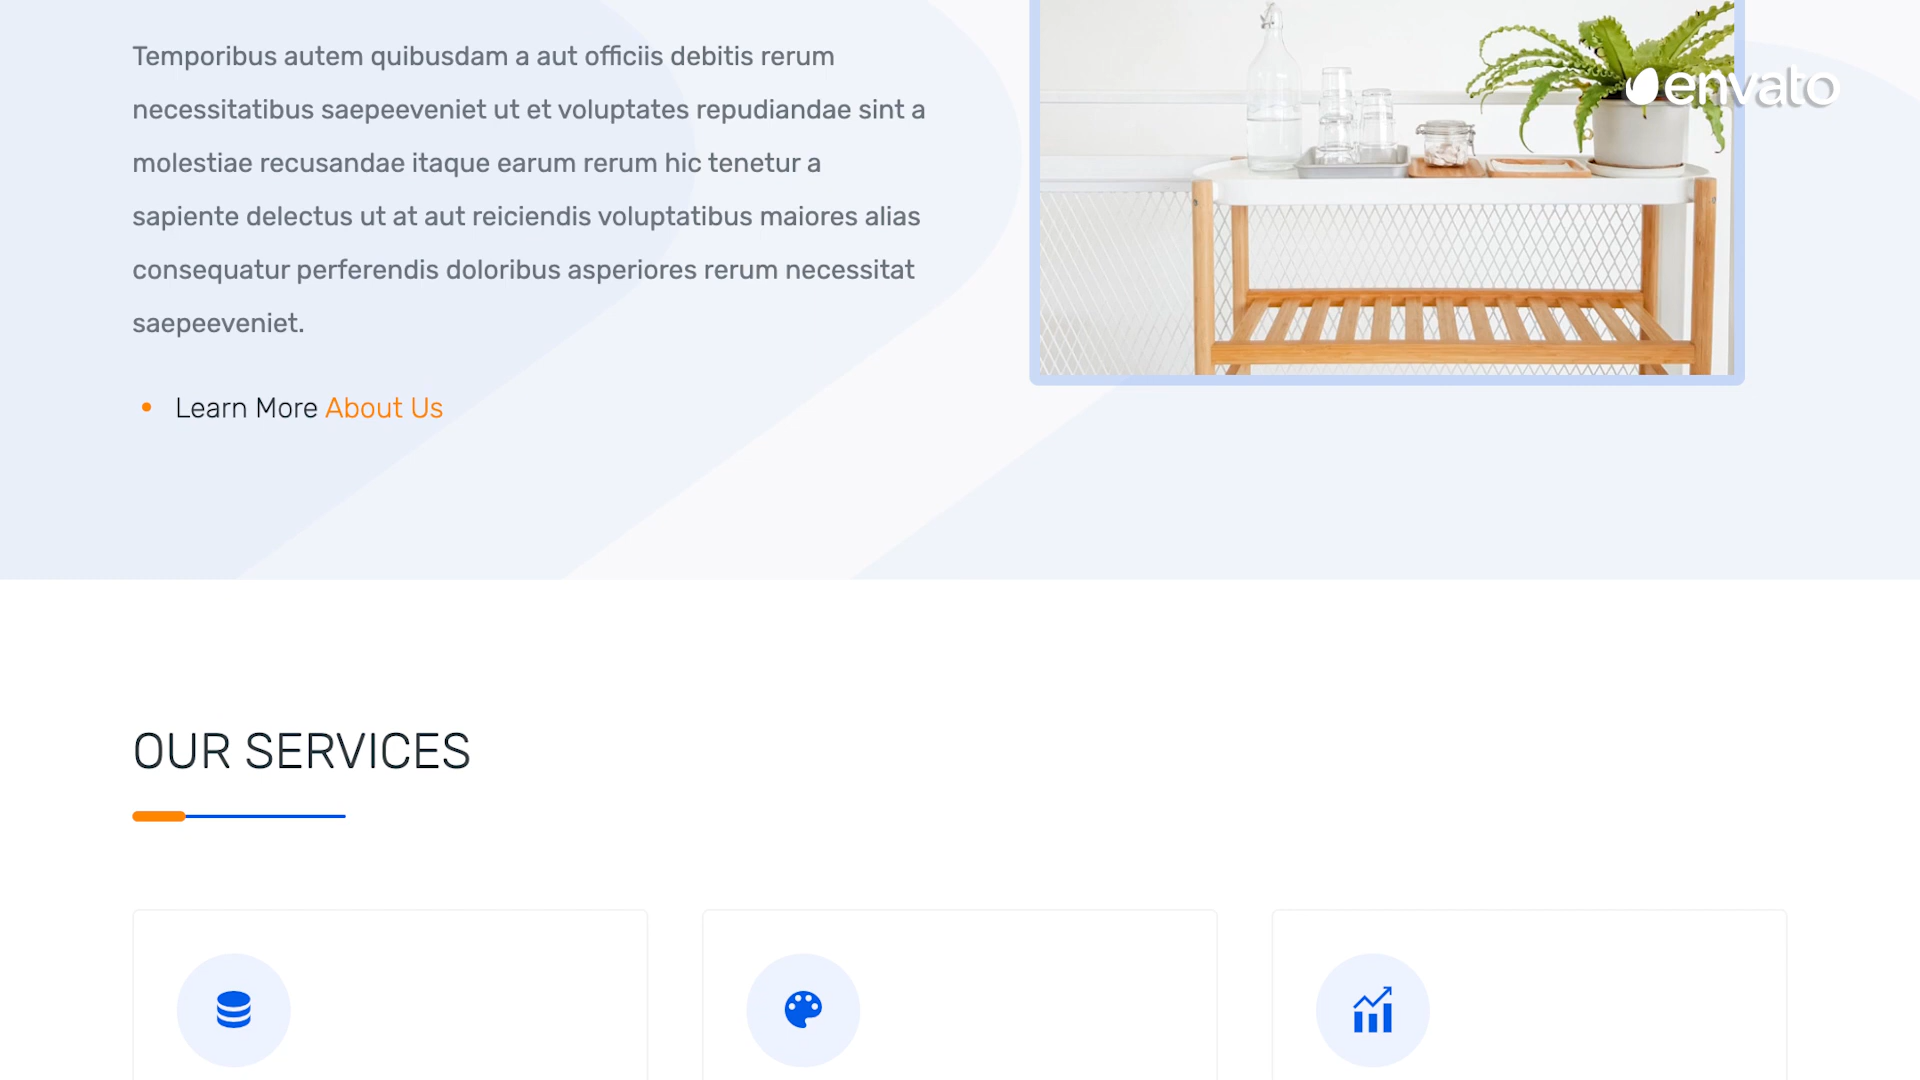 Temporibus autem quibusdam a aut officiis debitis rerum
necessitatibus saepeeveniet ut et voluptates repudiandae sint a
molestiae recusandae itaque earum rerum hic tenetur a
sapiente delectus ut at aut reiciendis voluptatibus maiores alias
consequatur perferendis doloribus asperiores rerum necessitat
saepeeveniet.
Learn More About Us
envato
OUR SERVICES